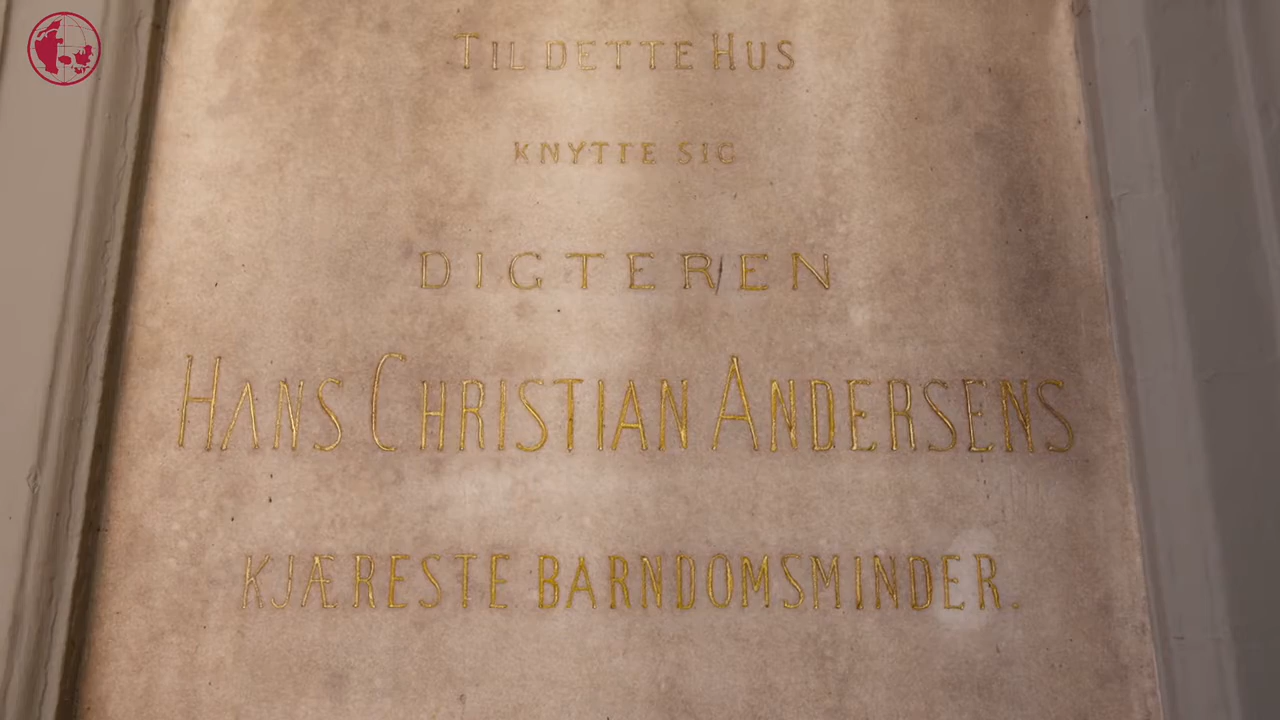 TIL DETTE HUS
KNYTTE SIG
DIGTEREN
HANS CHRISTIAN ANDERSENS
KJÆRESTE BARNDOMSMINDER.